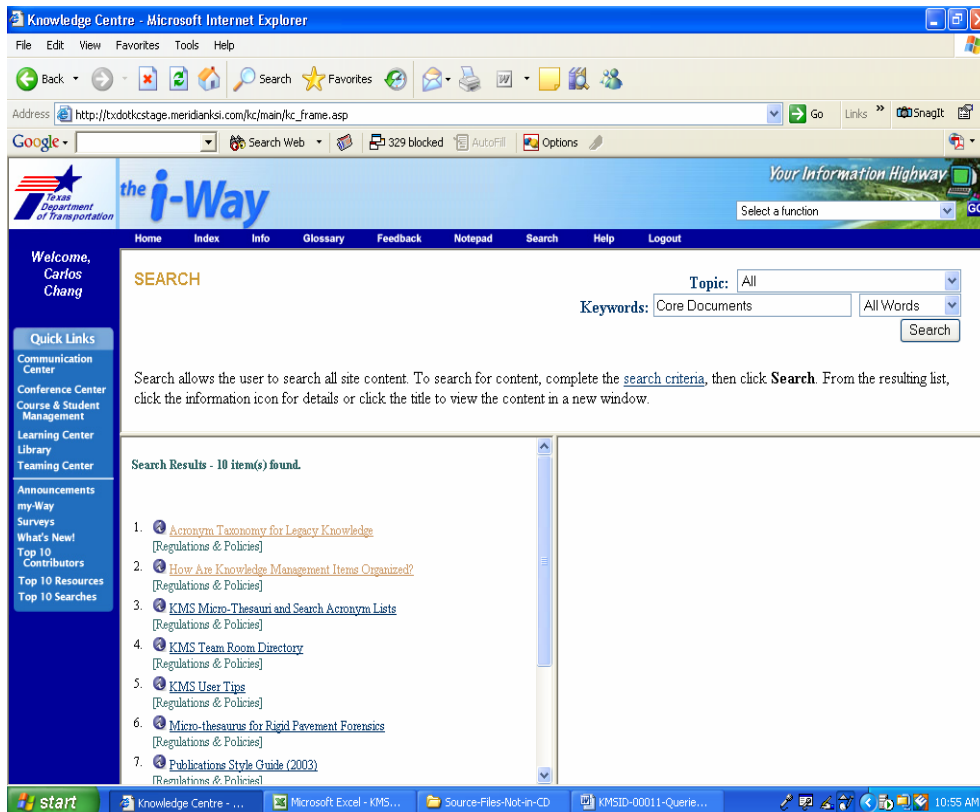 Knowledge Centre - Microsoft Internet Explorer
File Edit View Favorites Tools Help
Back Search Favorites
Address http://txdotkcstage.meridianksi.com/kc/main/kc_frame.asp Go Links » SnagIt
Google Search Web 329 blocked AutoFill Options
Texas Department of Transportation
the i-Way
Your Information Highway
Select a function GO
Home Index Info Glossary Feedback Notepad Search Help Logout
Welcome,
Carlos
Chang
Quick Links
Communication
Center
Conference Center
Course & Student
Management
Learning Center
Library
Teaming Center
Announcements
my-Way
Surveys
What's New!
Top 10
Contributors
Top 10 Resources
Top 10 Searches
SEARCH
Topic: All
Keywords: Core Documents All Words
Search
Search allows the user to search all site content. To search for content, complete the search criteria, then click Search. From the resulting list,
click the information icon for details or click the title to view the content in a new window.
Search Results - 10 item(s) found.
1. Acronym Taxonomy for Legacy Knowledge
[Regulations & Policies]
2. How Are Knowledge Management Items Organized?
[Regulations & Policies]
3. KMS Micro-Thesauri and Search Acronym Lists
[Regulations & Policies]
4. KMS Team Room Directory
[Regulations & Policies]
5. KMS User Tips
[Regulations & Policies]
6. Micro-thesaurus for Rigid Pavement Forensics
[Regulations & Policies]
7. Publications Style Guide (2003)
[Regulations & Policies]
start Knowledge Centre - ... Microsoft Excel - KMS... Source-Files-Not-in-CD KMSID-00011-Querie... 10:55 AM